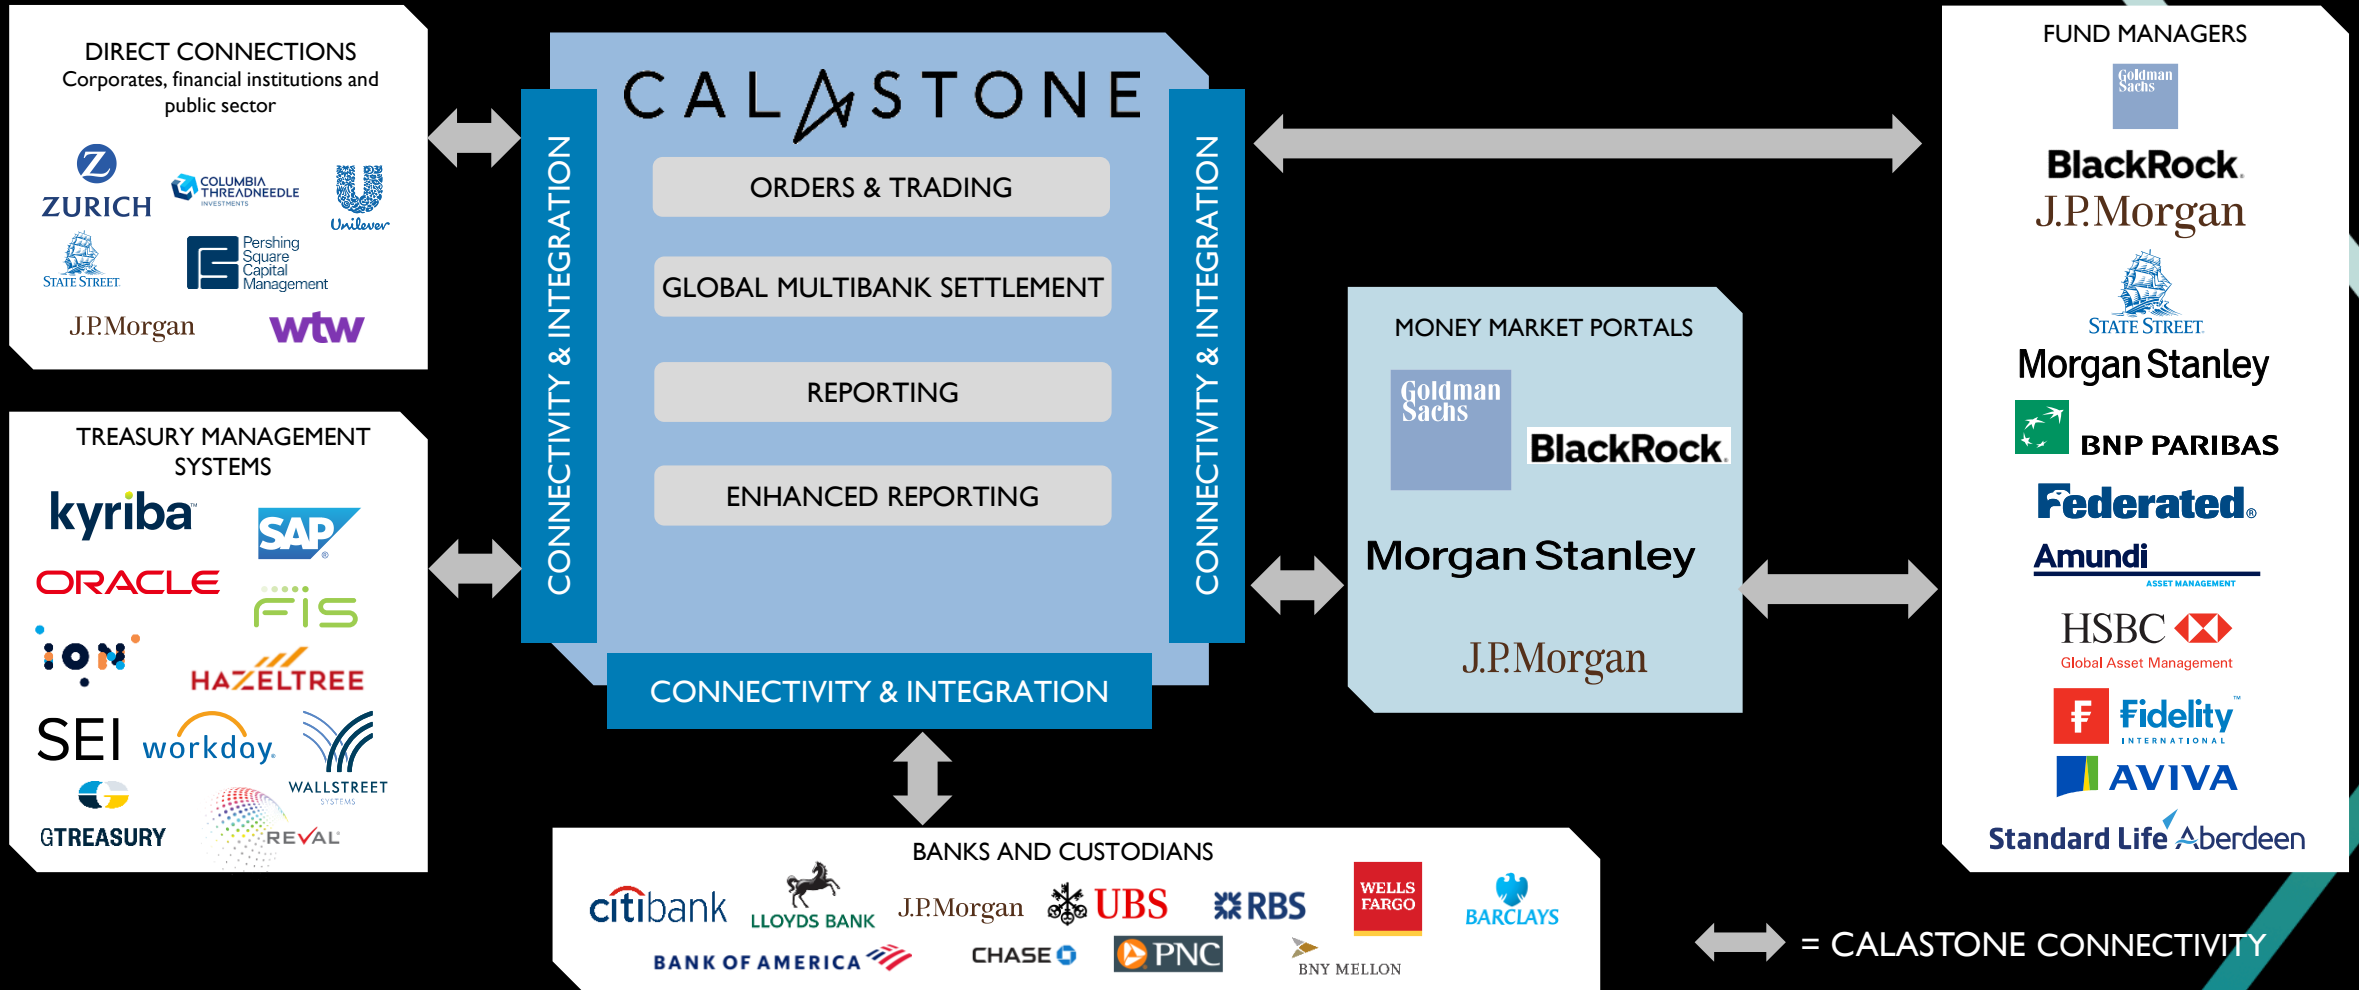 DIRECT CONNECTIONS
Corporates, financial institutions and
public sector
ZURICH
COLUMBIA
THREADNEEDLE
INVESTMENTS
Unilever
STATE STREET
Pershing
Square
Capital
Management
J.P.Morgan
wtw
TREASURY MANAGEMENT
SYSTEMS
kyriba™
SAP®
ORACLE
FIS
ION
HAZELTREE
SEI
workday.
WALLSTREET
SYSTEMS
GTREASURY
REVAL
CALASTONE
ORDERS & TRADING
GLOBAL MULTIBANK SETTLEMENT
REPORTING
ENHANCED REPORTING
CONNECTIVITY & INTEGRATION
CONNECTIVITY & INTEGRATION
CONNECTIVITY & INTEGRATION
MONEY MARKET PORTALS
Goldman
Sachs
BlackRock.
Morgan Stanley
J.P.Morgan
FUND MANAGERS
Goldman
Sachs
BlackRock.
J.P.Morgan
STATE STREET.
Morgan Stanley
BNP PARIBAS
Federated®
Amundi
ASSET MANAGEMENT
HSBC
Global Asset Management
Fidelity™
INTERNATIONAL
AVIVA
Standard Life Aberdeen
BANKS AND CUSTODIANS
citibank
LLOYDS BANK
J.P.Morgan
UBS
RBS
WELLS
FARGO
BARCLAYS
BANK OF AMERICA
CHASE
PNC
BNY MELLON
= CALASTONE CONNECTIVITY